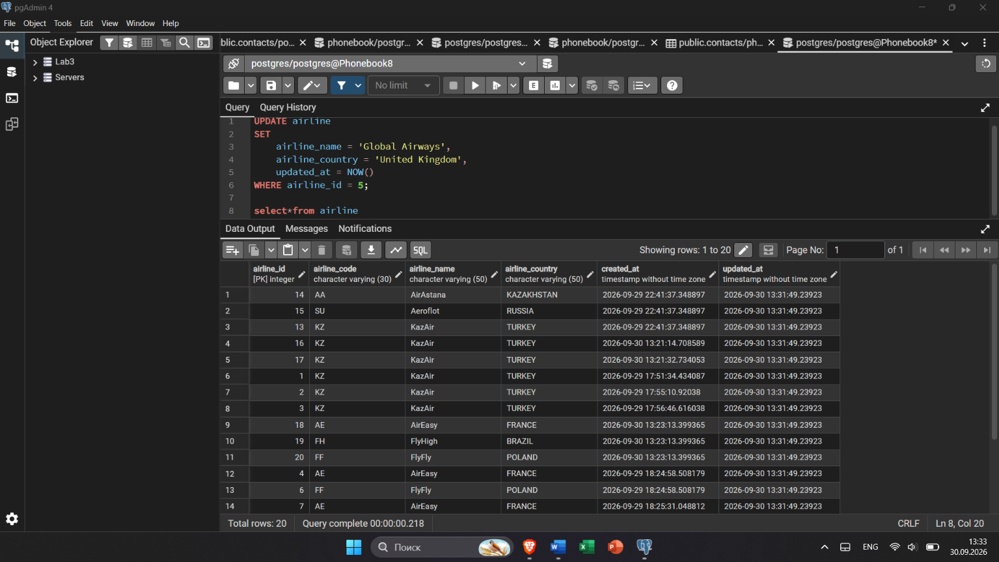 pgAdmin 4
File Object Tools Edit View Window Help
Object Explorer
blic.contacts/po... phonebook/postgr... postgres/postgres... phonebook/postgr... public.contacts/ph... postgres/postgres@Phonebook8*
Lab3
Servers
postgres/postgres@Phonebook8
No limit
E
Query Query History
1 UPDATE airline
2 SET
3 airline_name = 'Global Airways',
4 airline_country = 'United Kingdom',
5 updated_at = NOW()
6 WHERE airline_id = 5;
7
8 select*from airline
Data Output Messages Notifications
SQL Showing rows: 1 to 20 Page No: 1 of 1
airline_id airline_code airline_name airline_country created_at updated_at
[PK] integer character varying (30) character varying (50) character varying (50) timestamp without time zone timestamp without time zone
1 14 AA AirAstana KAZAKHSTAN 2026-09-29 22:41:37.348897 2026-09-30 13:31:49.23923
2 15 SU Aeroflot RUSSIA 2026-09-29 22:41:37.348897 2026-09-30 13:31:49.23923
3 13 KZ KazAir TURKEY 2026-09-29 22:41:37.348897 2026-09-30 13:31:49.23923
4 16 KZ KazAir TURKEY 2026-09-30 13:21:14.708589 2026-09-30 13:31:49.23923
5 17 KZ KazAir TURKEY 2026-09-30 13:21:32.734053 2026-09-30 13:31:49.23923
6 1 KZ KazAir TURKEY 2026-09-29 17:51:34.434087 2026-09-30 13:31:49.23923
7 2 KZ KazAir TURKEY 2026-09-29 17:55:10.92038 2026-09-30 13:31:49.23923
8 3 KZ KazAir TURKEY 2026-09-29 17:56:46.616038 2026-09-30 13:31:49.23923
9 18 AE AirEasy FRANCE 2026-09-30 13:23:13.399365 2026-09-30 13:31:49.23923
10 19 FH FlyHigh BRAZIL 2026-09-30 13:23:13.399365 2026-09-30 13:31:49.23923
11 20 FF FlyFly POLAND 2026-09-30 13:23:13.399365 2026-09-30 13:31:49.23923
12 4 AE AirEasy FRANCE 2026-09-29 18:24:58.508179 2026-09-30 13:31:49.23923
13 6 FF FlyFly POLAND 2026-09-29 18:24:58.508179 2026-09-30 13:31:49.23923
14 7 AE AirEasy FRANCE 2026-09-29 18:25:31.048812 2026-09-30 13:31:49.23923
Total rows: 20 Query complete 00:00:00.218 CRLF Ln 8, Col 20
Поиск ENG 13:33
30.09.2026